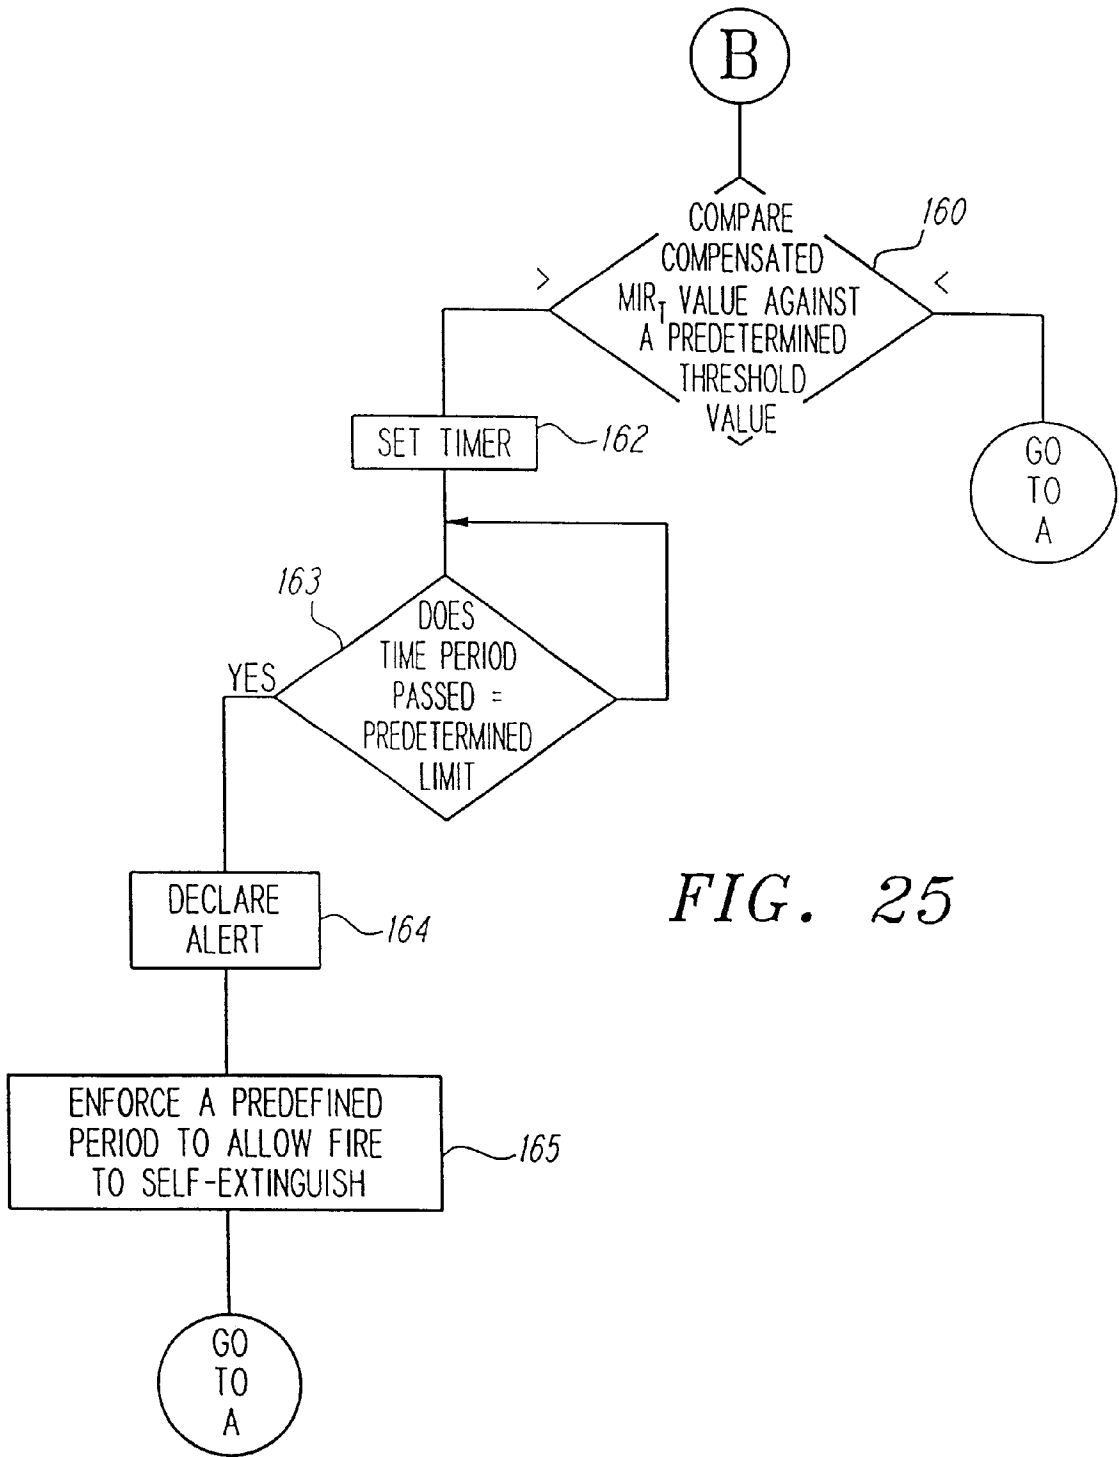 B
COMPARE
COMPENSATED
MIRT VALUE AGAINST
A PREDETERMINED
THRESHOLD
VALUE
160
>
<
SET TIMER
162
GO
TO
A
163
DOES
TIME PERIOD
PASSED =
PREDETERMINED
LIMIT
YES
DECLARE
ALERT
164
FIG. 25
ENFORCE A PREDEFINED
PERIOD TO ALLOW FIRE
TO SELF-EXTINGUISH
165
GO
TO
A